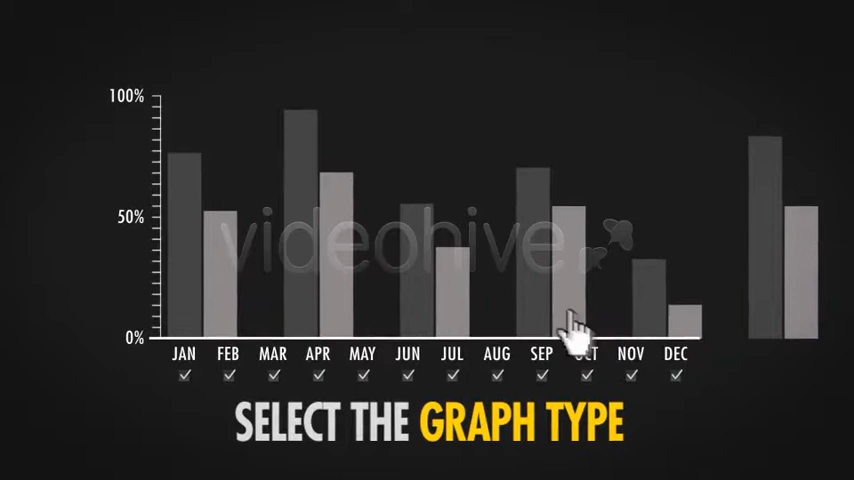 100%
50%
videohive
0%
JAN FEB MAR APR MAY JUN JUL AUG SEP OCT NOV DEC
SELECT THE GRAPH TYPE